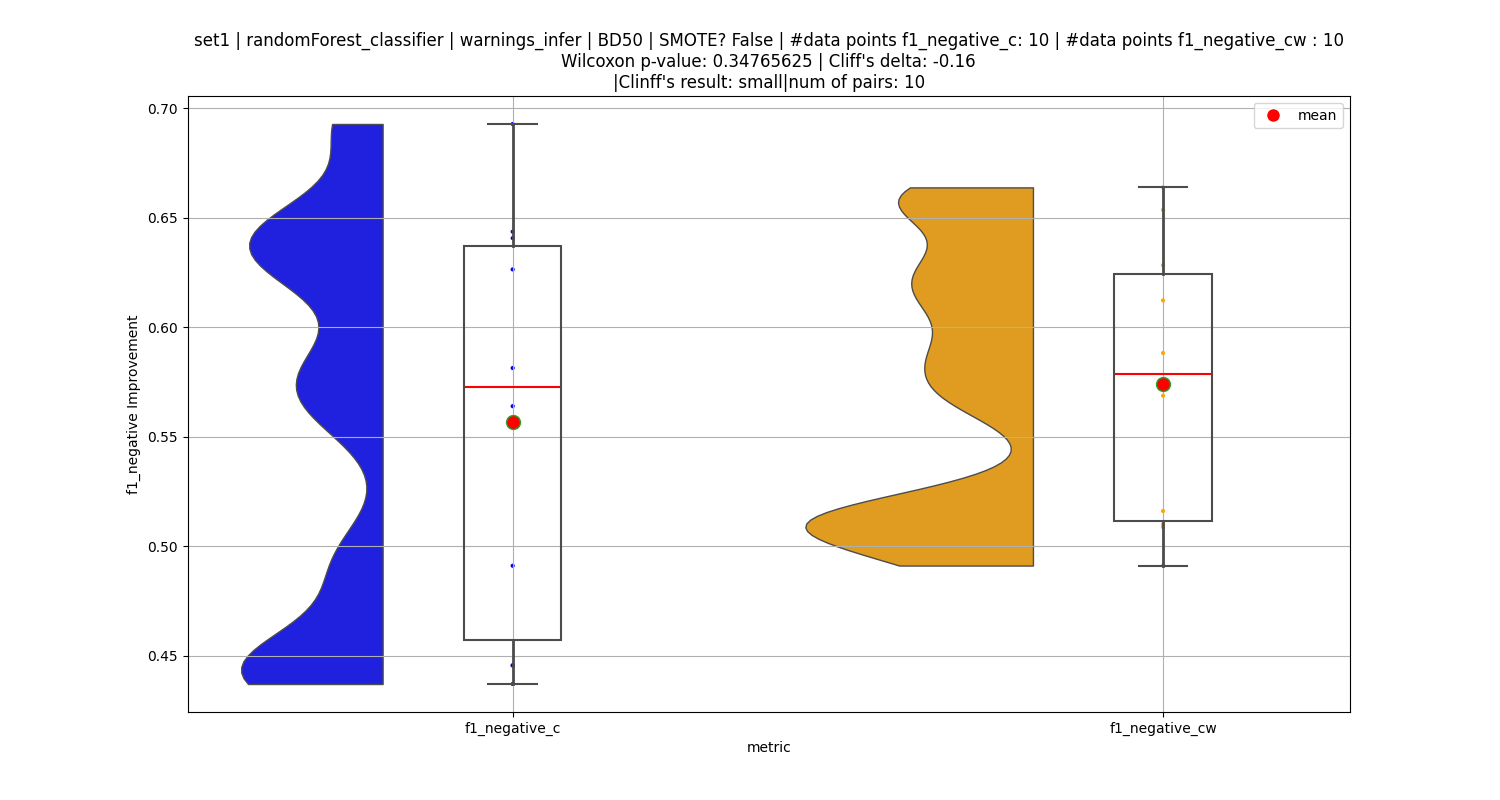 set1 | randomForest_classifier | warnings_infer | BD50 | SMOTE? False | #data points f1_negative_c: 10 | #data points f1_negative_cw : 10
Wilcoxon p-value: 0.34765625 | Cliff's delta: -0.16
|Clinff's result: small|num of pairs: 10
mean
0.70
0.65
0.60
0.55
0.50
0.45
f1_negative Improvement
f1_negative_c
f1_negative_cw
metric